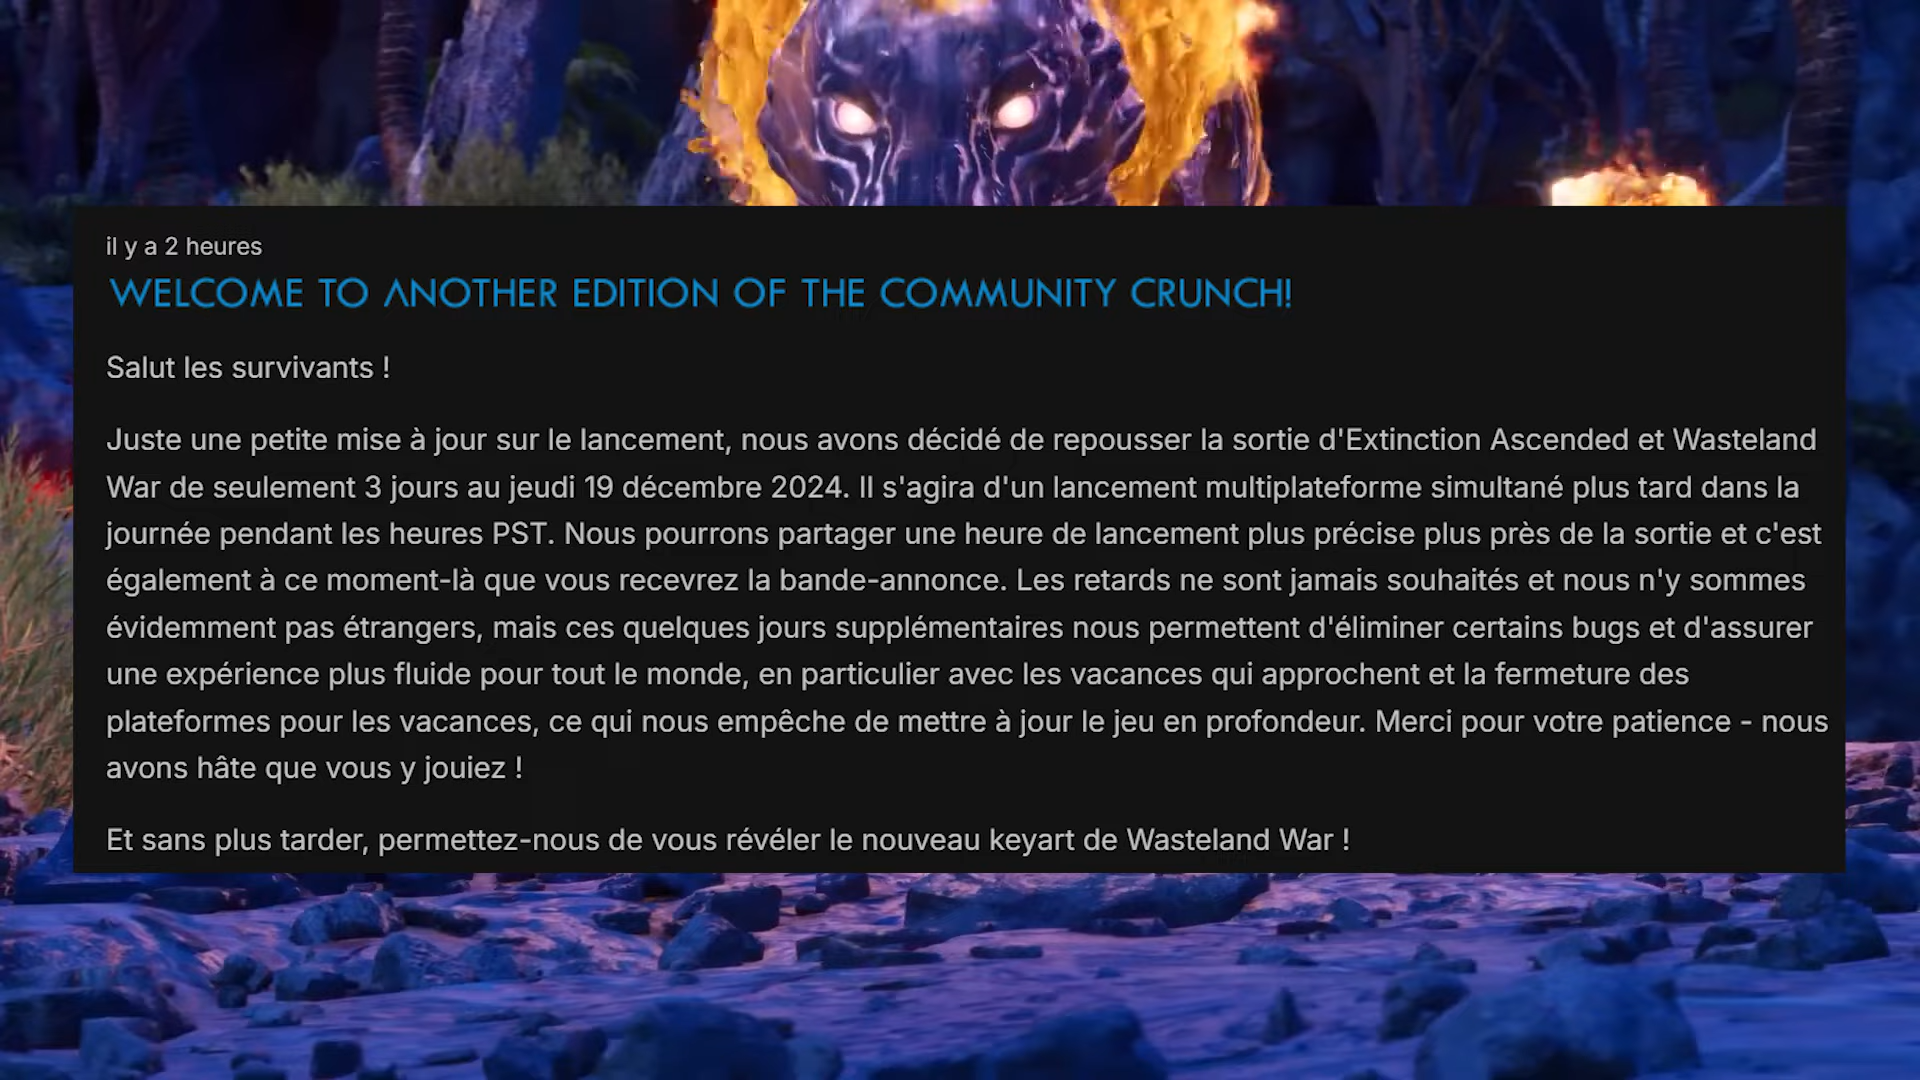 il y a 2 heures
WELCOME TO ANOTHER EDITION OF THE COMMUNITY CRUNCH!
Salut les survivants !
Juste une petite mise à jour sur le lancement, nous avons décidé de repousser la sortie d'Extinction Ascended et Wasteland
War de seulement 3 jours au jeudi 19 décembre 2024. Il s'agira d'un lancement multiplateforme simultané plus tard dans la
journée pendant les heures PST. Nous pourrons partager une heure de lancement plus précise plus près de la sortie et c'est
également à ce moment-là que vous recevrez la bande-annonce. Les retards ne sont jamais souhaités et nous n'y sommes
évidemment pas étrangers, mais ces quelques jours supplémentaires nous permettent d'éliminer certains bugs et d'assurer
une expérience plus fluide pour tout le monde, en particulier avec les vacances qui approchent et la fermeture des
plateformes pour les vacances, ce qui nous empêche de mettre à jour le jeu en profondeur. Merci pour votre patience - nous
avons hâte que vous y jouiez !
Et sans plus tarder, permettez-nous de vous révéler le nouveau keyart de Wasteland War !